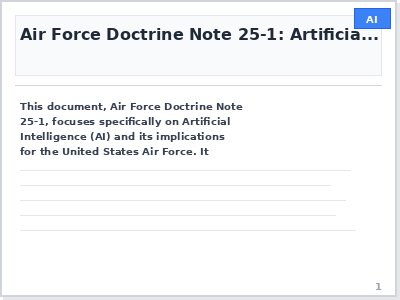 AI
Air Force Doctrine Note 25-1: Artificia...
This document, Air Force Doctrine Note
25-1, focuses specifically on Artificial
Intelligence (AI) and its implications
for the United States Air Force. It
1